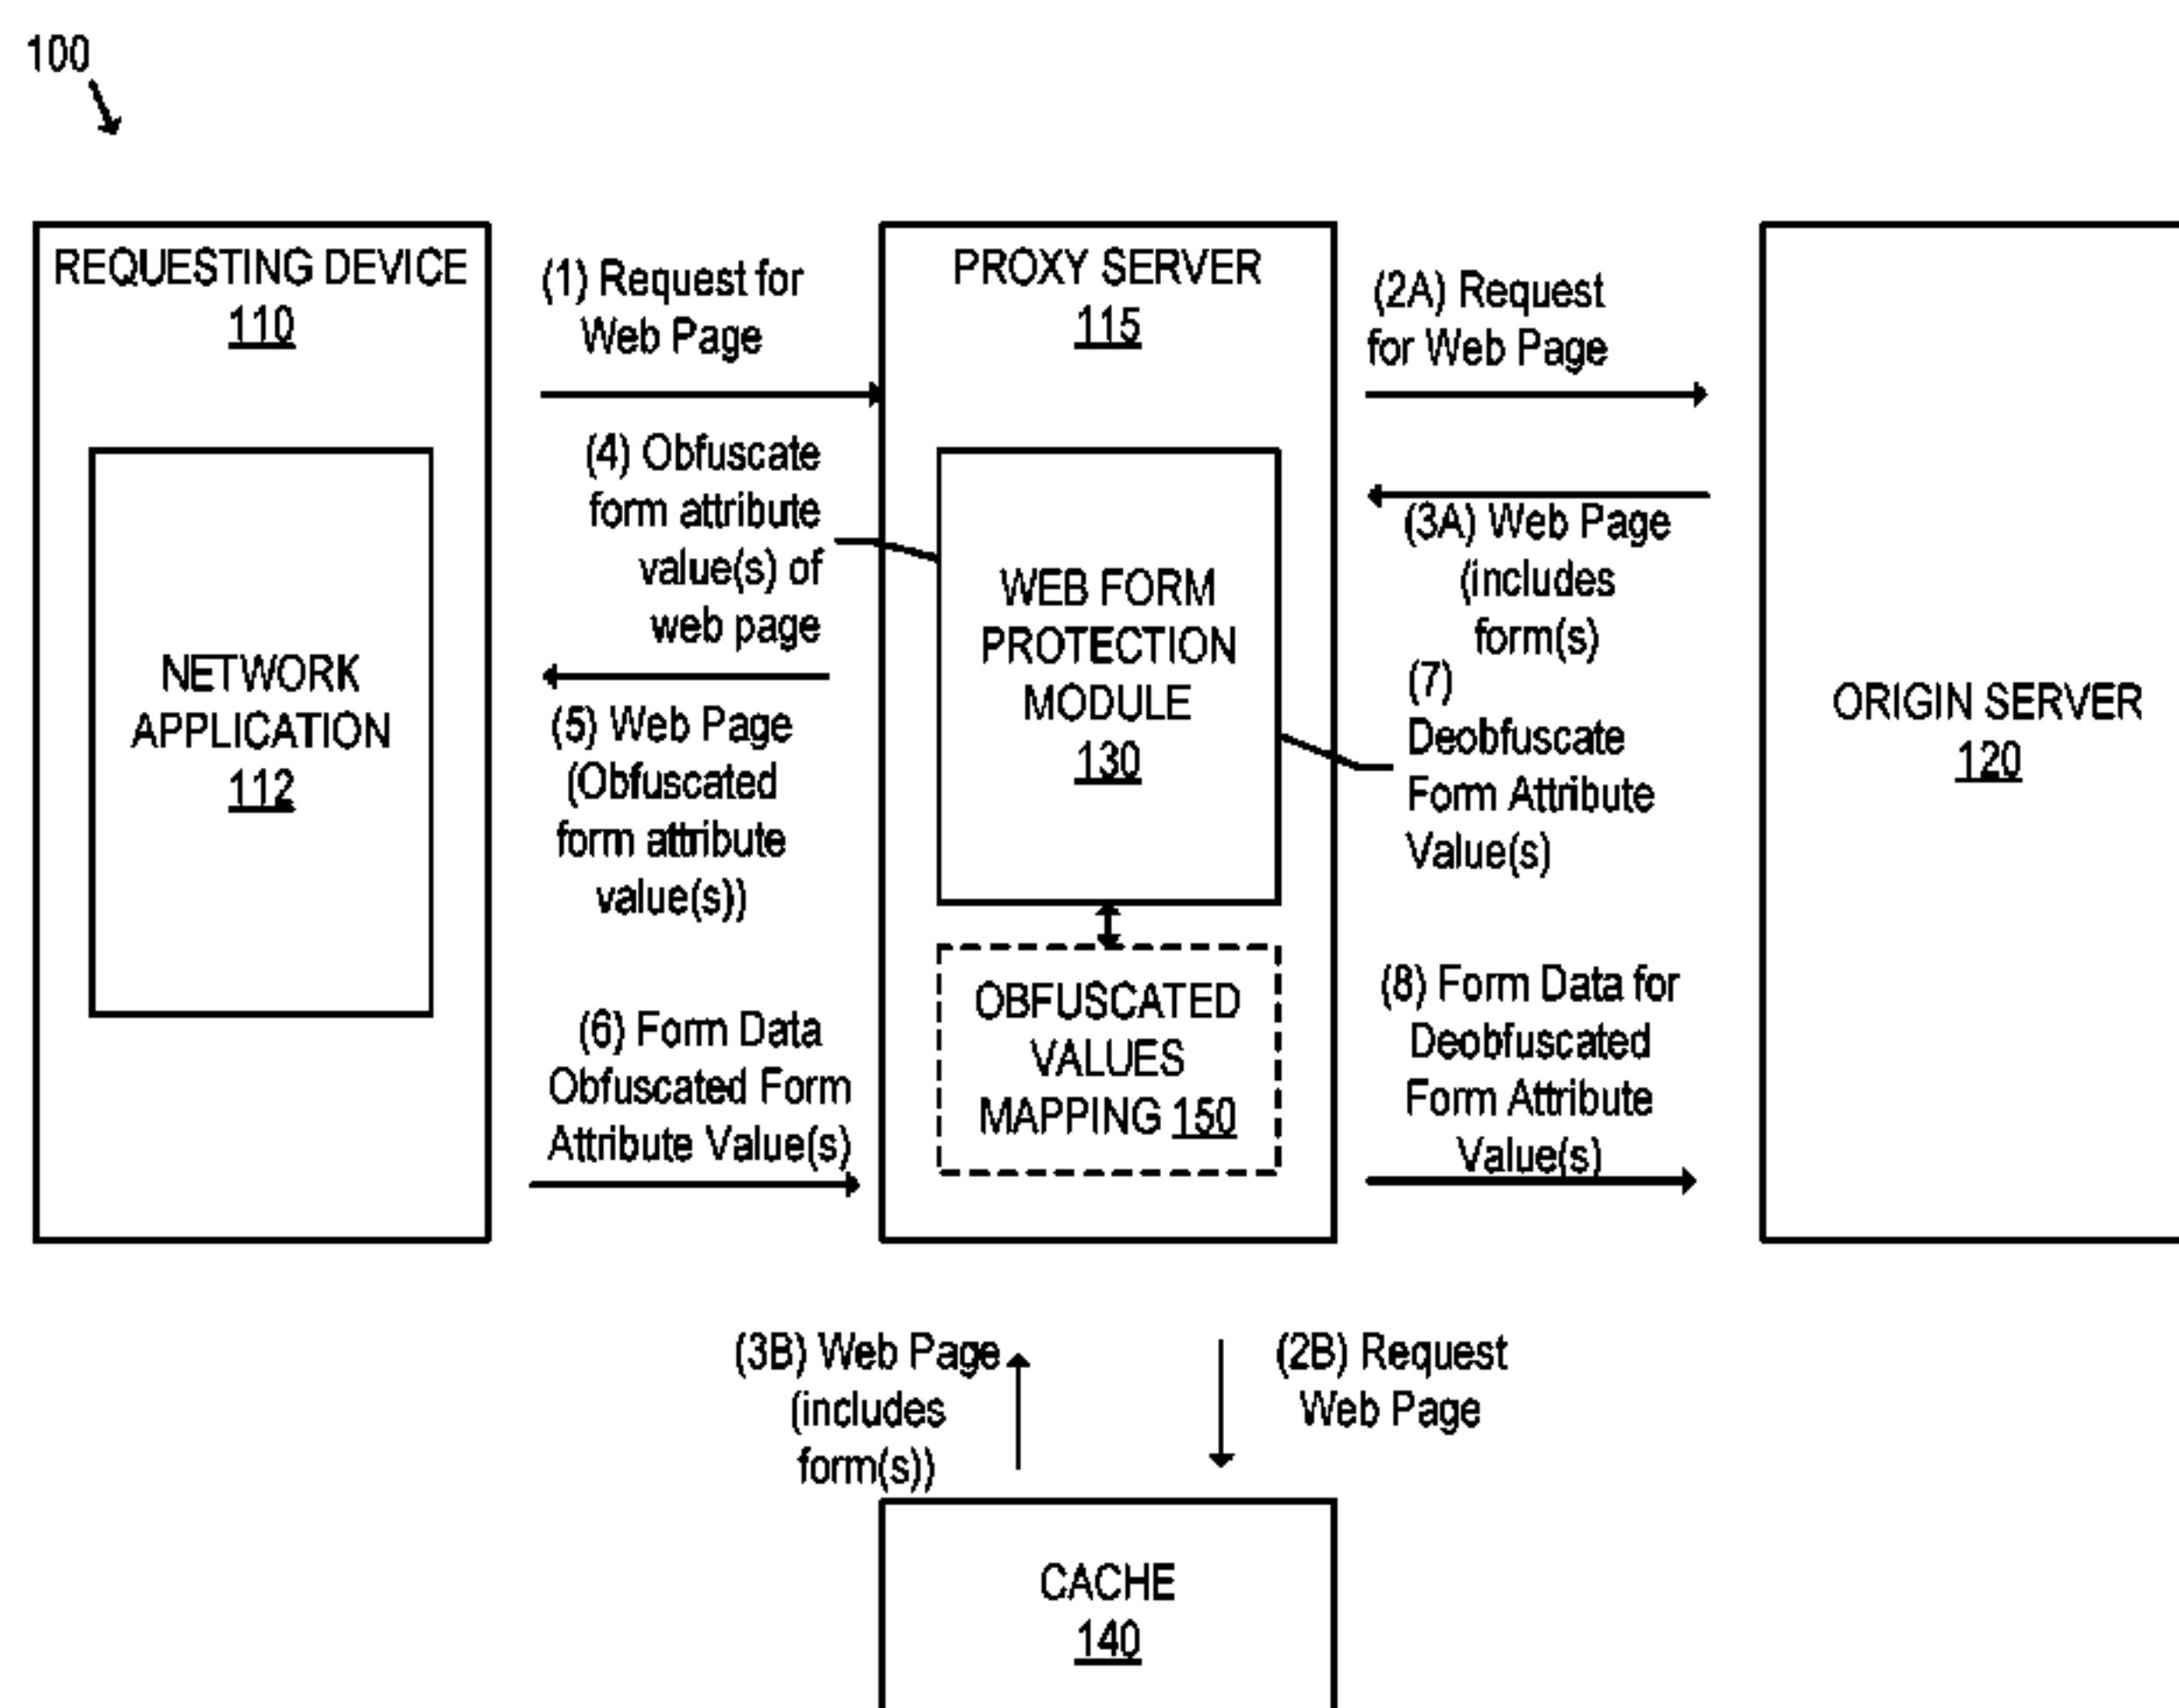 100
REQUESTING DEVICE
110
NETWORK
APPLICATION
112
(1) Request for
Web Page
(4) Obfuscate
form attribute
value(s) of
web page
(5) Web Page
(Obfuscated
form attribute
value(s))
(6) Form Data
Obfuscated Form
Attribute Value(s)
PROXY SERVER
115
WEB FORM
PROTECTION
MODULE
130
OBFUSCATED
VALUES
MAPPING 150
(2A) Request
for Web Page
(3A) Web Page
(includes
form(s)
(7)
Deobfuscate
Form Attribute
Value(s)
(8) Form Data for
Deobfuscated
Form Attribute
Value(s)
ORIGIN SERVER
120
(3B) Web Page
(includes
form(s))
(2B) Request
Web Page
CACHE
140